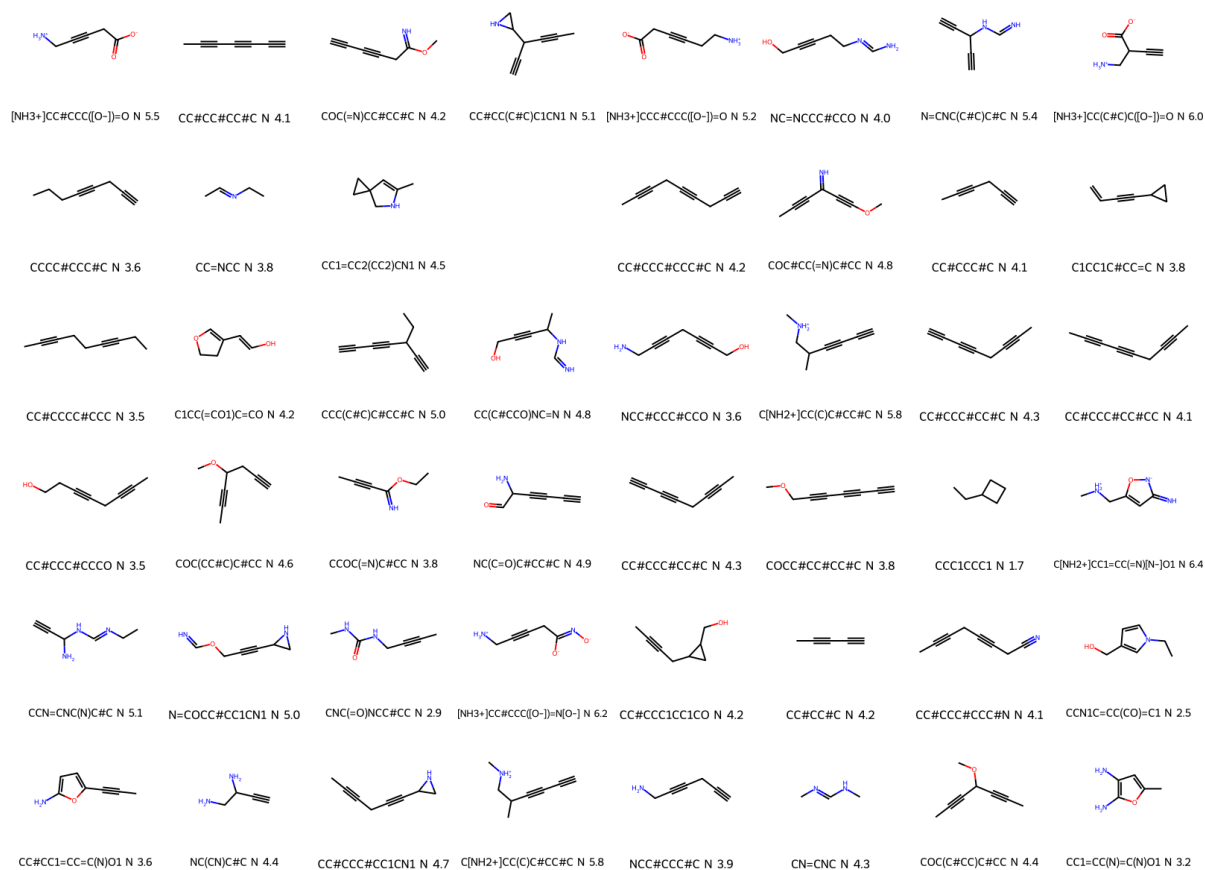 [NH3+]CC#CCC([O-])=O N 5.5
CC#CC#CC#C N 4.1
COC(=N)CC#CC#C N 4.2
CC#CC(C#C)C1CN1 N 5.1
[NH3+]CCC#CCC([O-])=O N 5.2
NC=NCCC#CCO N 4.0
N=CNC(C#C)C#C N 5.4
[NH3+]CC(C#C)C([O-])=O N 6.0
CCCC#CCC#C N 3.6
CC=NCC N 3.8
CC1=CC2(CC2)CN1 N 4.5
CC#CCC#CCC#C N 4.2
COC#CC(=N)C#CC N 4.8
CC#CCC#C N 4.1
C1CC1C#CC=C N 3.8
CC#CCCC#CCC N 3.5
C1CC(=CO1)C=CO N 4.2
CCC(C#C)C#CC#C N 5.0
CC(C#CCO)NC=N N 4.8
NCC#CCC#CCO N 3.6
C[NH2+]CC(C)C#CC#C N 5.8
CC#CCC#CC#C N 4.3
CC#CCC#CC#CC N 4.1
CC#CCC#CCCO N 3.5
COC(CC#C)C#CC N 4.6
CCOC(=N)C#CC N 3.8
NC(C=O)C#CC#C N 4.9
CC#CCC#CC#C N 4.3
COCC#CC#CC#C N 3.8
CCC1CCC1 N 1.7
C[NH2+]CC1=CC(=N)[N-]O1 N 6.4
CCN=CNC(N)C#C N 5.1
N=COCC#CC1CN1 N 5.0
CNC(=O)NCC#CC N 2.9
[NH3+]CC#CCC([O-])=N[O-] N 6.2
CC#CCC1CC1CO N 4.2
CC#CC#C N 4.2
CC#CCC#CCC#N N 4.1
CCN1C=CC(CO)=C1 N 2.5
CC#CC1=CC=C(N)O1 N 3.6
NC(CN)C#C N 4.4
CC#CCC#CC1CN1 N 4.7
C[NH2+]CC(C)C#CC#C N 5.8
NCC#CCC#C N 3.9
CN=CNC N 4.3
COC(C#CC)C#CC N 4.4
CC1=CC(N)=C(N)O1 N 3.2